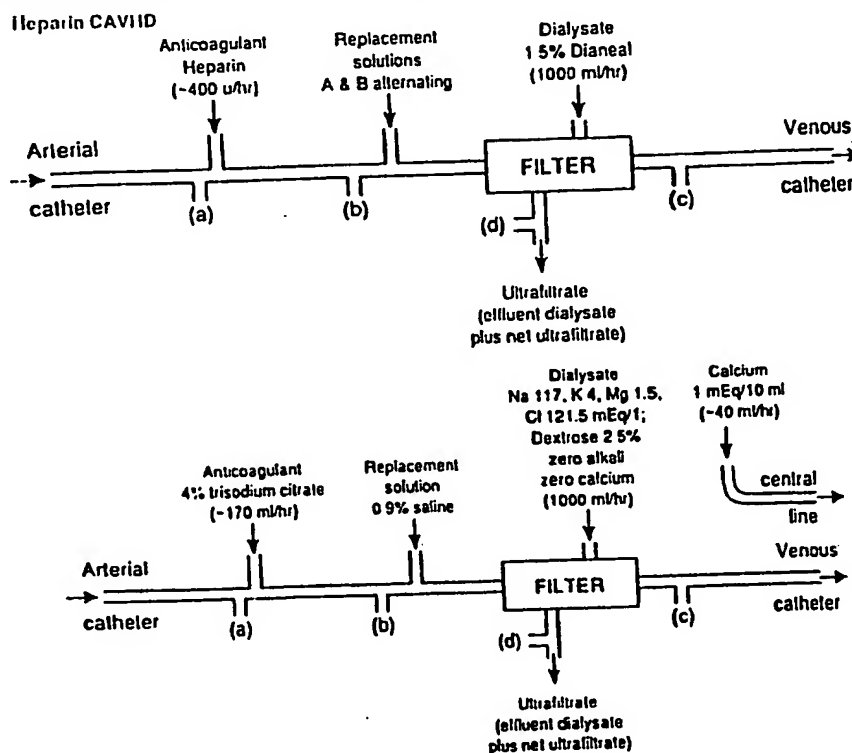 Heparin CAVHD
Anticoagulant
Heparin
(~400 u/hr)
Replacement
solutions
A & B alternating
Dialysate
1 5% Dianeal
(1000 ml/hr)
Arterial
catheter
(a)
(b)
FILTER
(d)
(c)
Venous
catheter
Ultrafiltrate
(effluent dialysate
plus net ultrafiltrate)
Anticoagulant
4% trisodium citrate
(~170 ml/hr)
Replacement
solution
0.9% saline
Dialysate
Na 117, K 4, Mg 1.5,
Cl 121.5 mEq/1;
Dextrose 2 5%
zero alkali
zero calcium
(1000 ml/hr)
Calcium
1 mEq/10 ml
(~40 ml/hr)
central
line
Arterial
catheter
(a)
(b)
FILTER
(d)
(c)
Venous
catheter
Ultrafiltrate
(effluent dialysate
plus net ultrafiltrate)